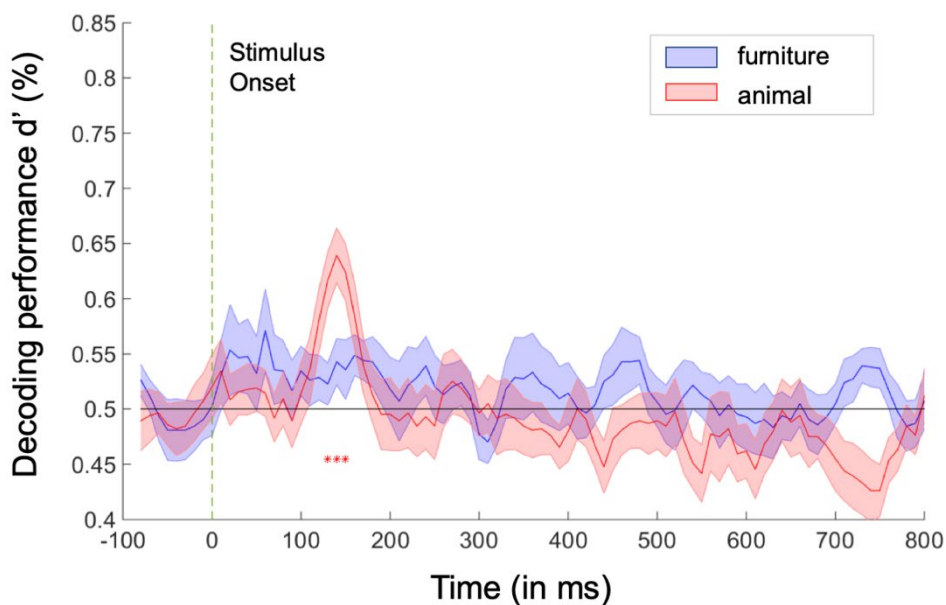 0.85
0.8
0.75
0.7
0.65
0.6
0.55
0.5
0.45
0.4
Decoding performance d’ (%)
Stimulus
Onset
furniture
animal
***
-100 0 100 200 300 400 500 600 700 800
Time (in ms)